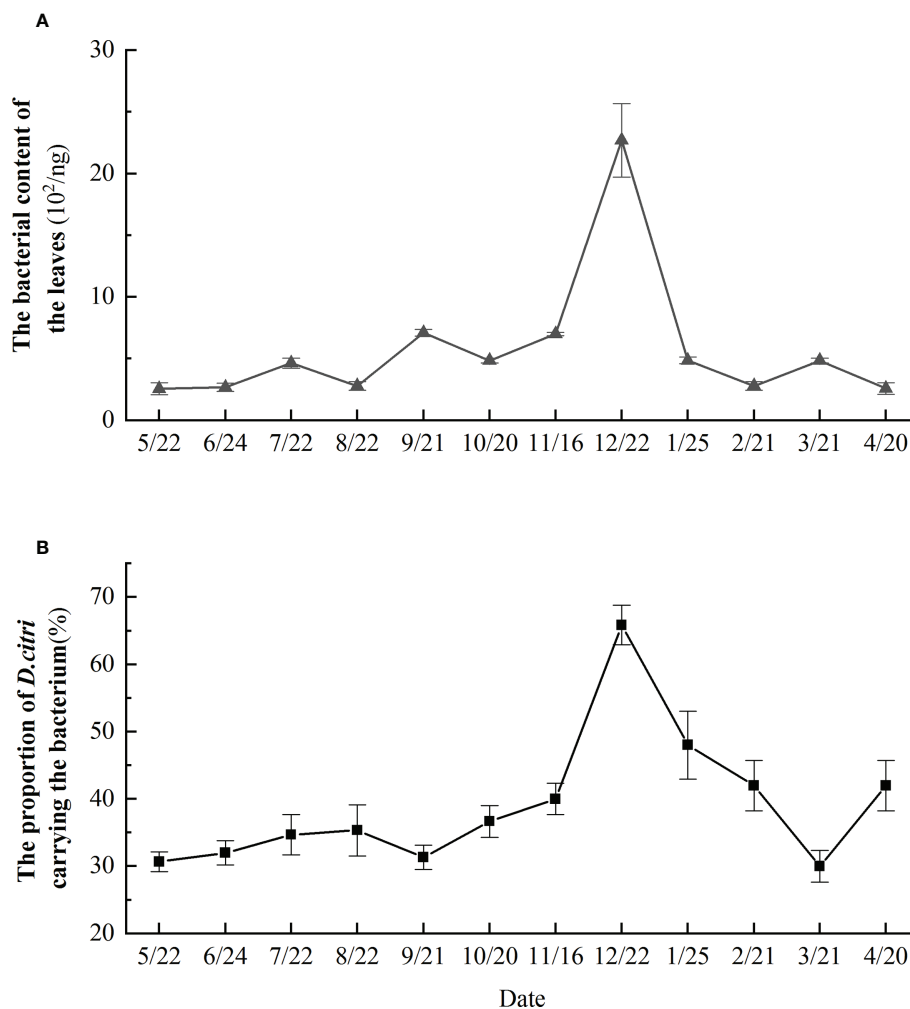 A
30
20
10
0
The bacterial content of
the leaves (10²/ng)
5/22 6/24 7/22 8/22 9/21 10/20 11/16 12/22 1/25 2/21 3/21 4/20
B
70
60
50
40
30
20
The proportion of D.citri
carrying the bacterium(%)
5/22 6/24 7/22 8/22 9/21 10/20 11/16 12/22 1/25 2/21 3/21 4/20
Date